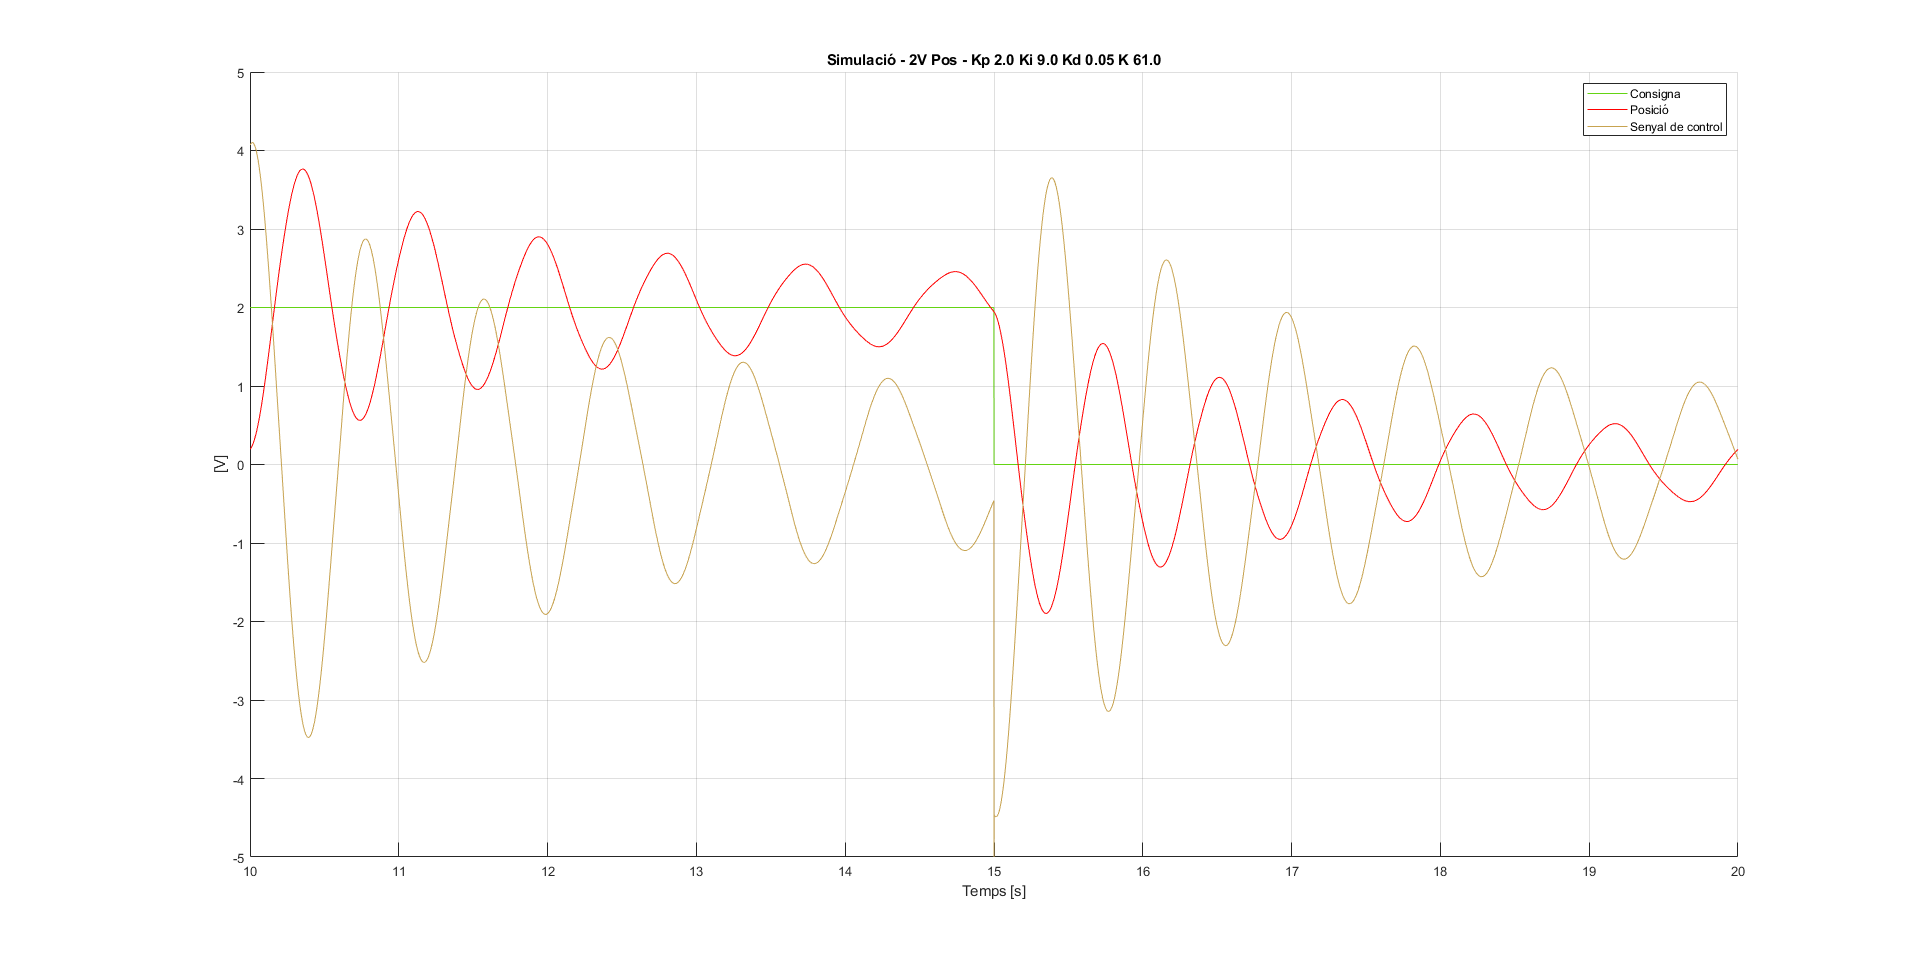 Simulació - 2V Pos - Kp 2.0 Ki 9.0 Kd 0.05 K 61.0
Consigna
Posició
Senyal de control
[V]
5
4
3
2
1
0
-1
-2
-3
-4
-5
10 11 12 13 14 15 16 17 18 19 20
Temps [s]